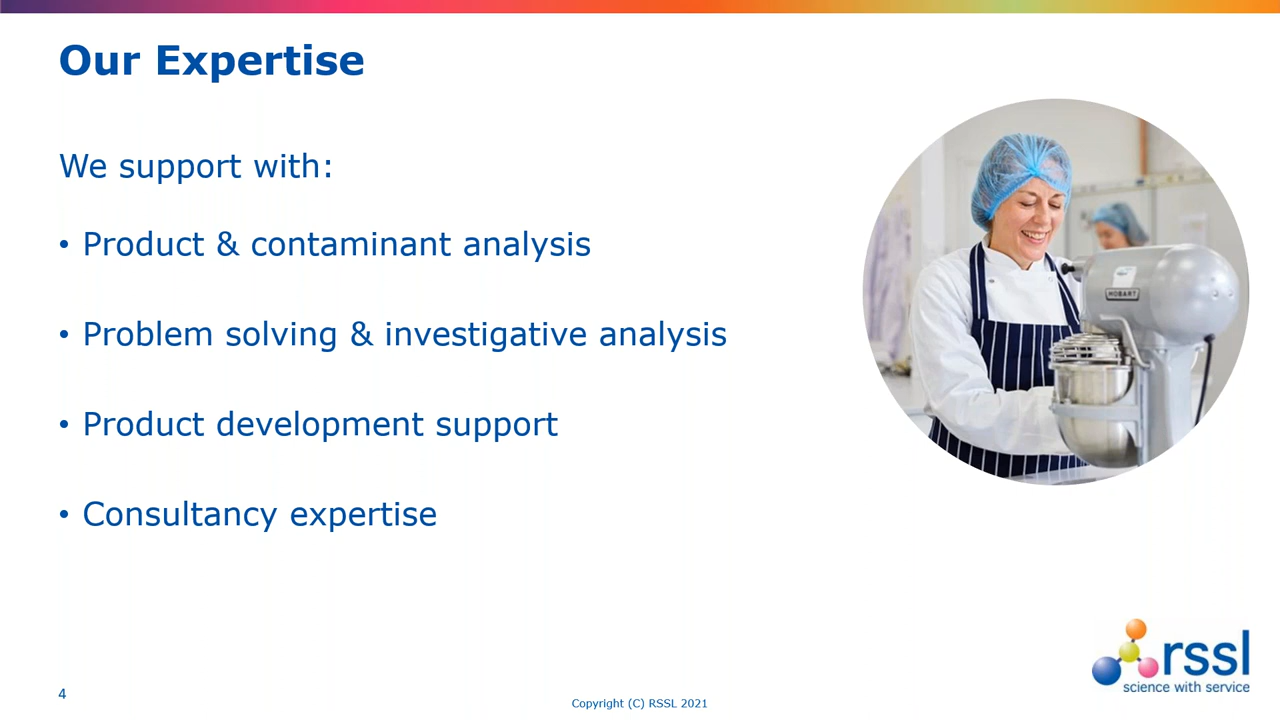 Our Expertise
We support with:
• Product & contaminant analysis
• Problem solving & investigative analysis
• Product development support
• Consultancy expertise
HOBART
rssl
science with service
4
Copyright (C) RSSL 2021